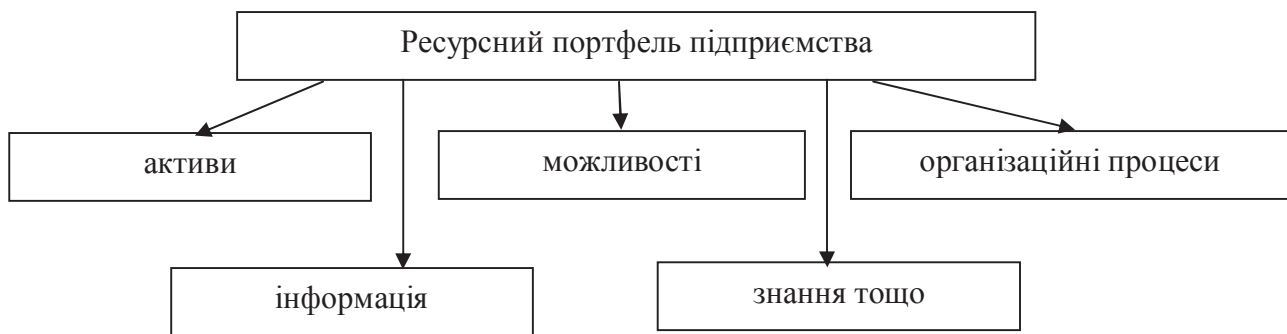 Ресурсний портфель підприємства
активи
можливості
організаційні процеси
інформація
знання тощо